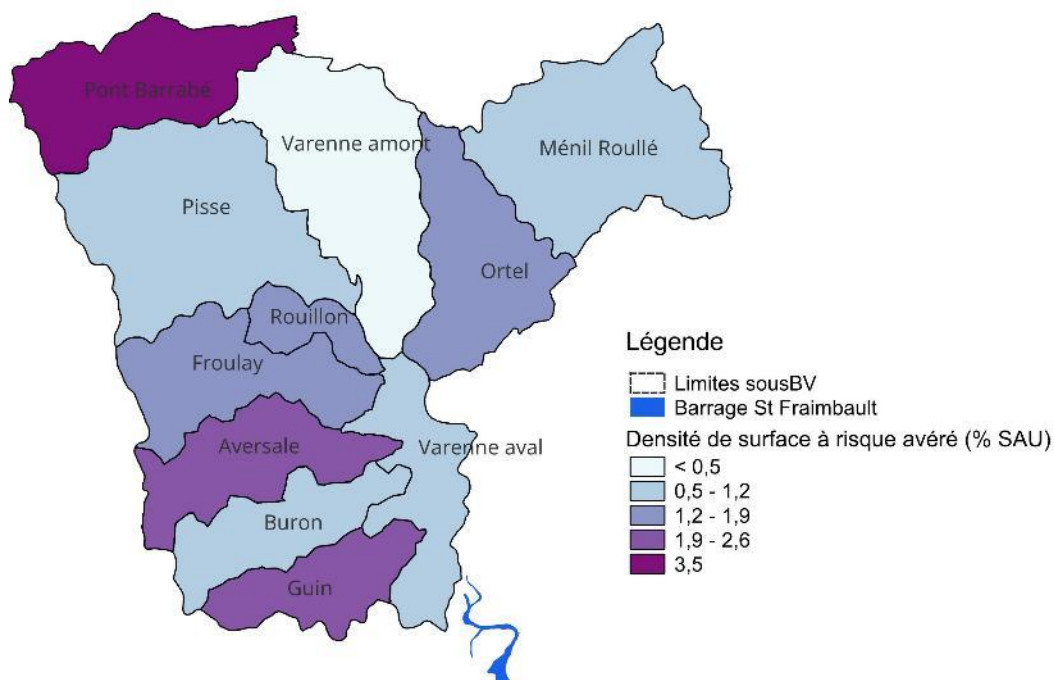 Pont Barrabé
Varenne amont
Ménil Roullé
Pisse
Ortel
Rouillon
Froulay
Aversale
Varenne aval
Buron
Guin
Légende
Limites sousBV
Barrage St Fraimbault
Densité de surface à risque avéré (% SAU)
< 0,5
0,5 - 1,2
1,2 - 1,9
1,9 - 2,6
3,5